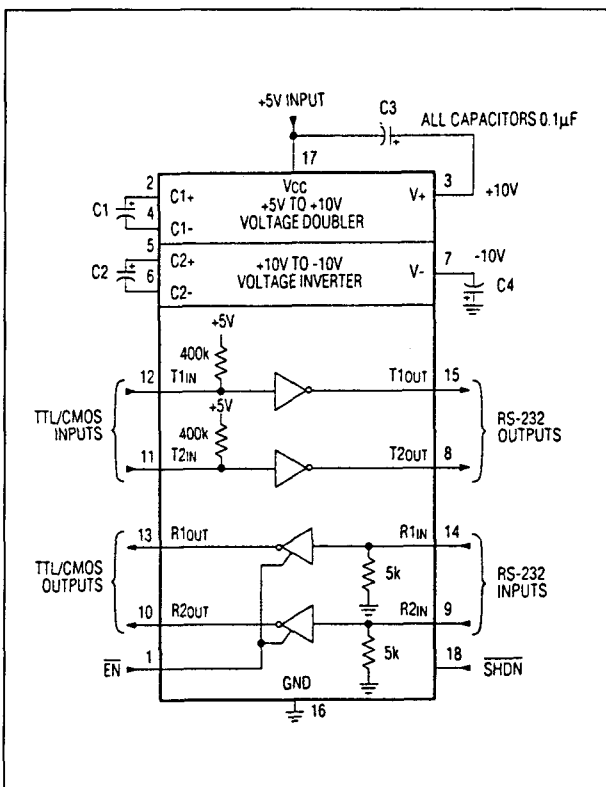 +5V INPUT
C3
ALL CAPACITORS 0.1µF
17
2
C1+
VCC
+5V TO +10V
VOLTAGE DOUBLER
V+
3
+10V
C1
4
C1-
5
C2+
+10V TO -10V
VOLTAGE INVERTER
V-
7
-10V
C2
6
C2-
C4
+5V
400k
12
T1IN
T1OUT
15
+5V
400k
TTL/CMOS
INPUTS
RS-232
OUTPUTS
11
T2IN
T2OUT
8
13
R1OUT
R1IN
14
TTL/CMOS
OUTPUTS
5k
RS-232
INPUTS
10
R2OUT
R2IN
9
5k
1
EN
18
SHDN
GND
16